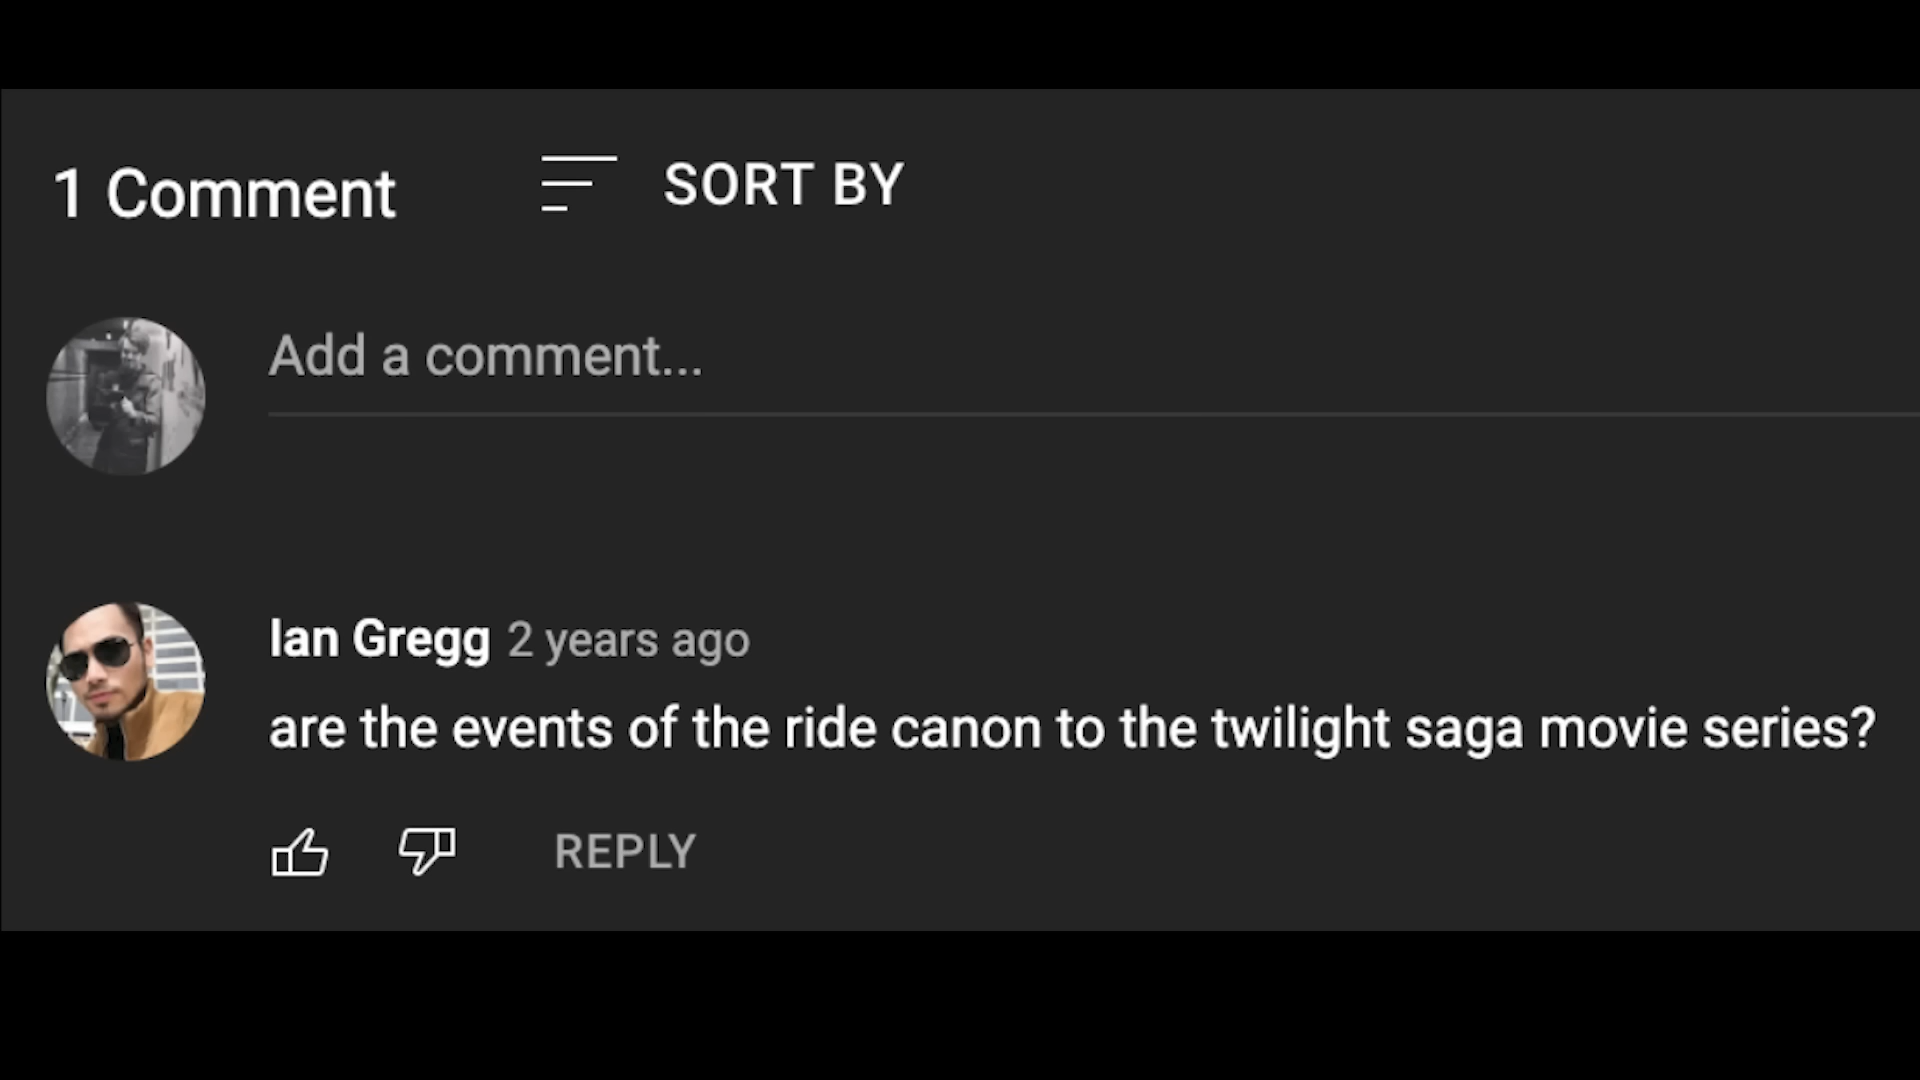 1 Comment
SORT BY
Add a comment...
Ian Gregg 2 years ago
are the events of the ride canon to the twilight saga movie series?
REPLY